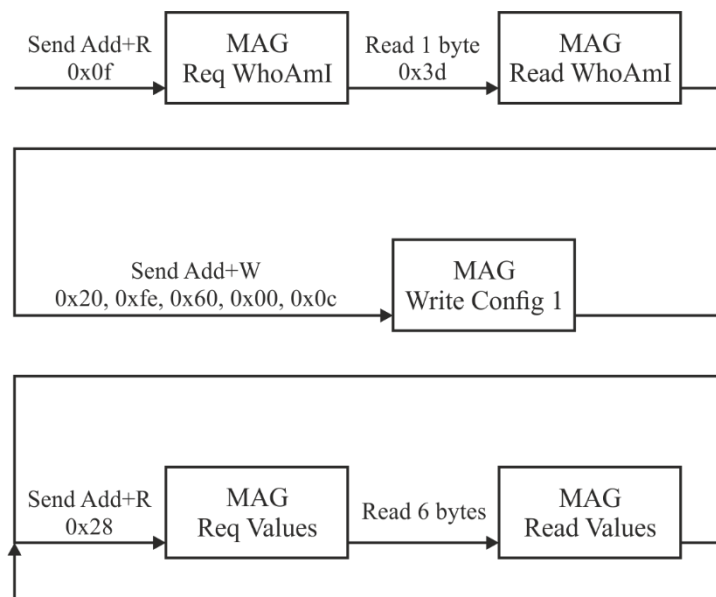 Send Add+R
0x0f
MAG
Req WhoAmI
Read 1 byte
0x3d
MAG
Read WhoAmI
Send Add+W
0x20, 0xfe, 0x60, 0x00, 0x0c
MAG
Write Config 1
Send Add+R
0x28
MAG
Req Values
Read 6 bytes
MAG
Read Values